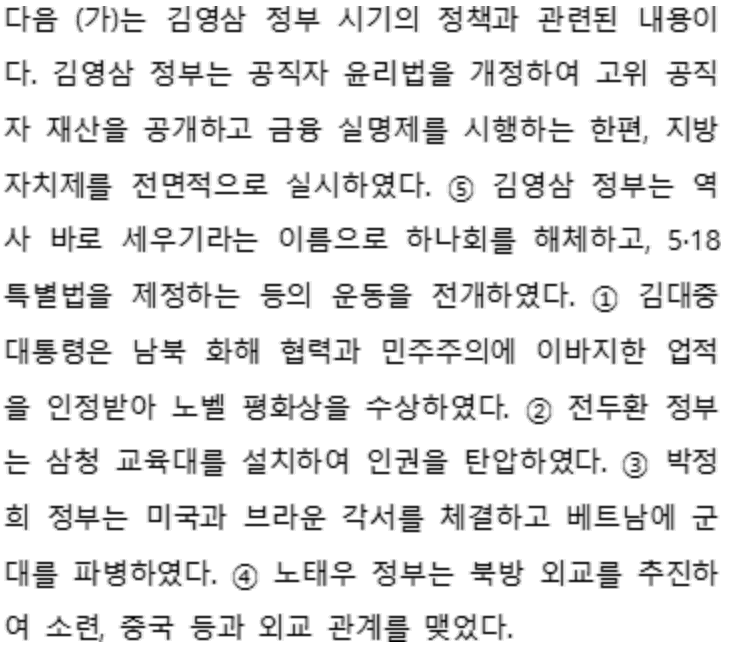 다음 (가)는 김영삼 정부 시기의 정책과 관련된 내용이
다. 김영삼 정부는 공직자 윤리법을 개정하여 고위 공직
자 재산을 공개하고 금융 실명제를 시행하는 한편, 지방
자치제를 전면적으로 실시하였다. ⑤ 김영삼 정부는 역
사 바로 세우기라는 이름으로 하나회를 해체하고, 5·18
특별법을 제정하는 등의 운동을 전개하였다. ① 김대중
대통령은 남북 화해 협력과 민주주의에 이바지한 업적
을 인정받아 노벨 평화상을 수상하였다. ② 전두환 정부
는 삼청 교육대를 설치하여 인권을 탄압하였다. ③ 박정
희 정부는 미국과 브라운 각서를 체결하고 베트남에 군
대를 파병하였다. ④ 노태우 정부는 북방 외교를 추진하
여 소련, 중국 등과 외교 관계를 맺었다.